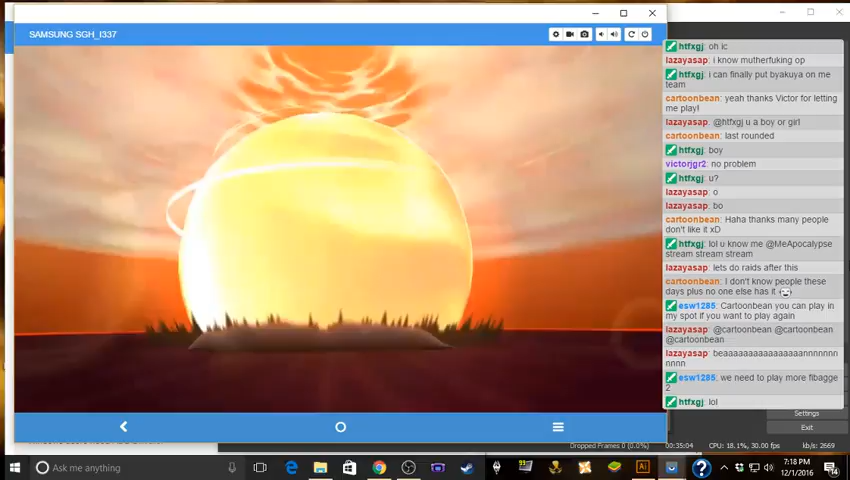 SAMSUNG SGH_I337
htfxgj: oh ic
lazayasap: i know mutherfuking op
htfxgj: i can finally put byakuya on me
team
cartoonbean: yeah thanks Victor for letting
me play!
lazayasap: @htfxgj u a boy or girl
cartoonbean: last rounded
htfxgj: boy
victorjgr2: no problem
htfxgj: u?
lazayasap: o
lazayasap: bo
cartoonbean: Haha thanks many people
don't like it xD
htfxgj: lol u know me @MeApocalypse
stream stream stream
lazayasap: lets do raids after this
cartoonbean: I don't know people these
days plus no one else has it
esw1285: Cartoonbean you can play in
my spot if you want to play again
lazayasap: @cartoonbean @cartoonbean
@cartoonbean
lazayasap: beaaaaaaaaaaaaaaannnnnnn
nnnn
esw1285: we need to play more fibagge
2
htfxgj: lol
Settings
Exit
Dropped Frames 0 (0.0%)
00:35:04
CPU: 18.1%, 30.00 fps
kb/s: 2669
Ask me anything
Ai
7:18 PM
12/1/2016